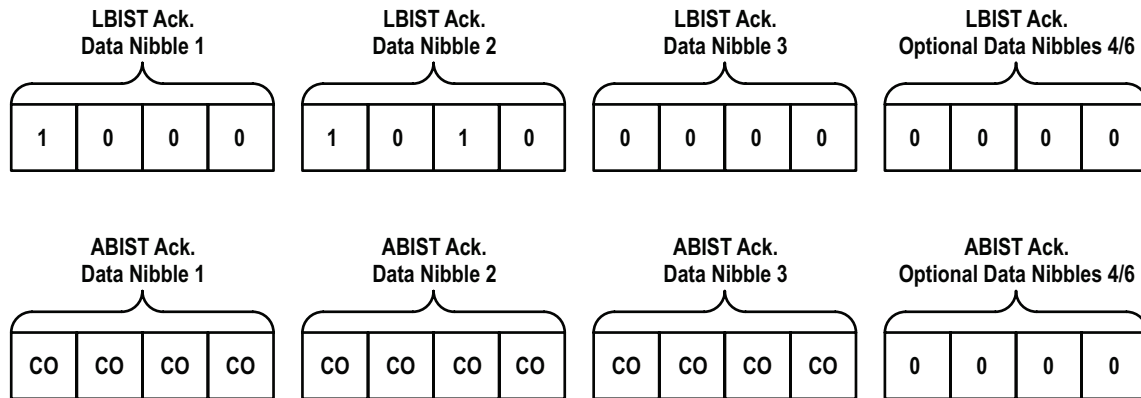 LBIST Ack. LBIST Ack. LBIST Ack. LBIST Ack.
Data Nibble 1 Data Nibble 2 Data Nibble 3 Optional Data Nibbles 4/6
1 0 0 0 1 0 1 0 0 0 0 0 0 0 0 0
ABIST Ack. ABIST Ack. ABIST Ack. ABIST Ack.
Data Nibble 1 Data Nibble 2 Data Nibble 3 Optional Data Nibbles 4/6
CO CO CO CO CO CO CO CO CO CO CO CO 0 0 0 0